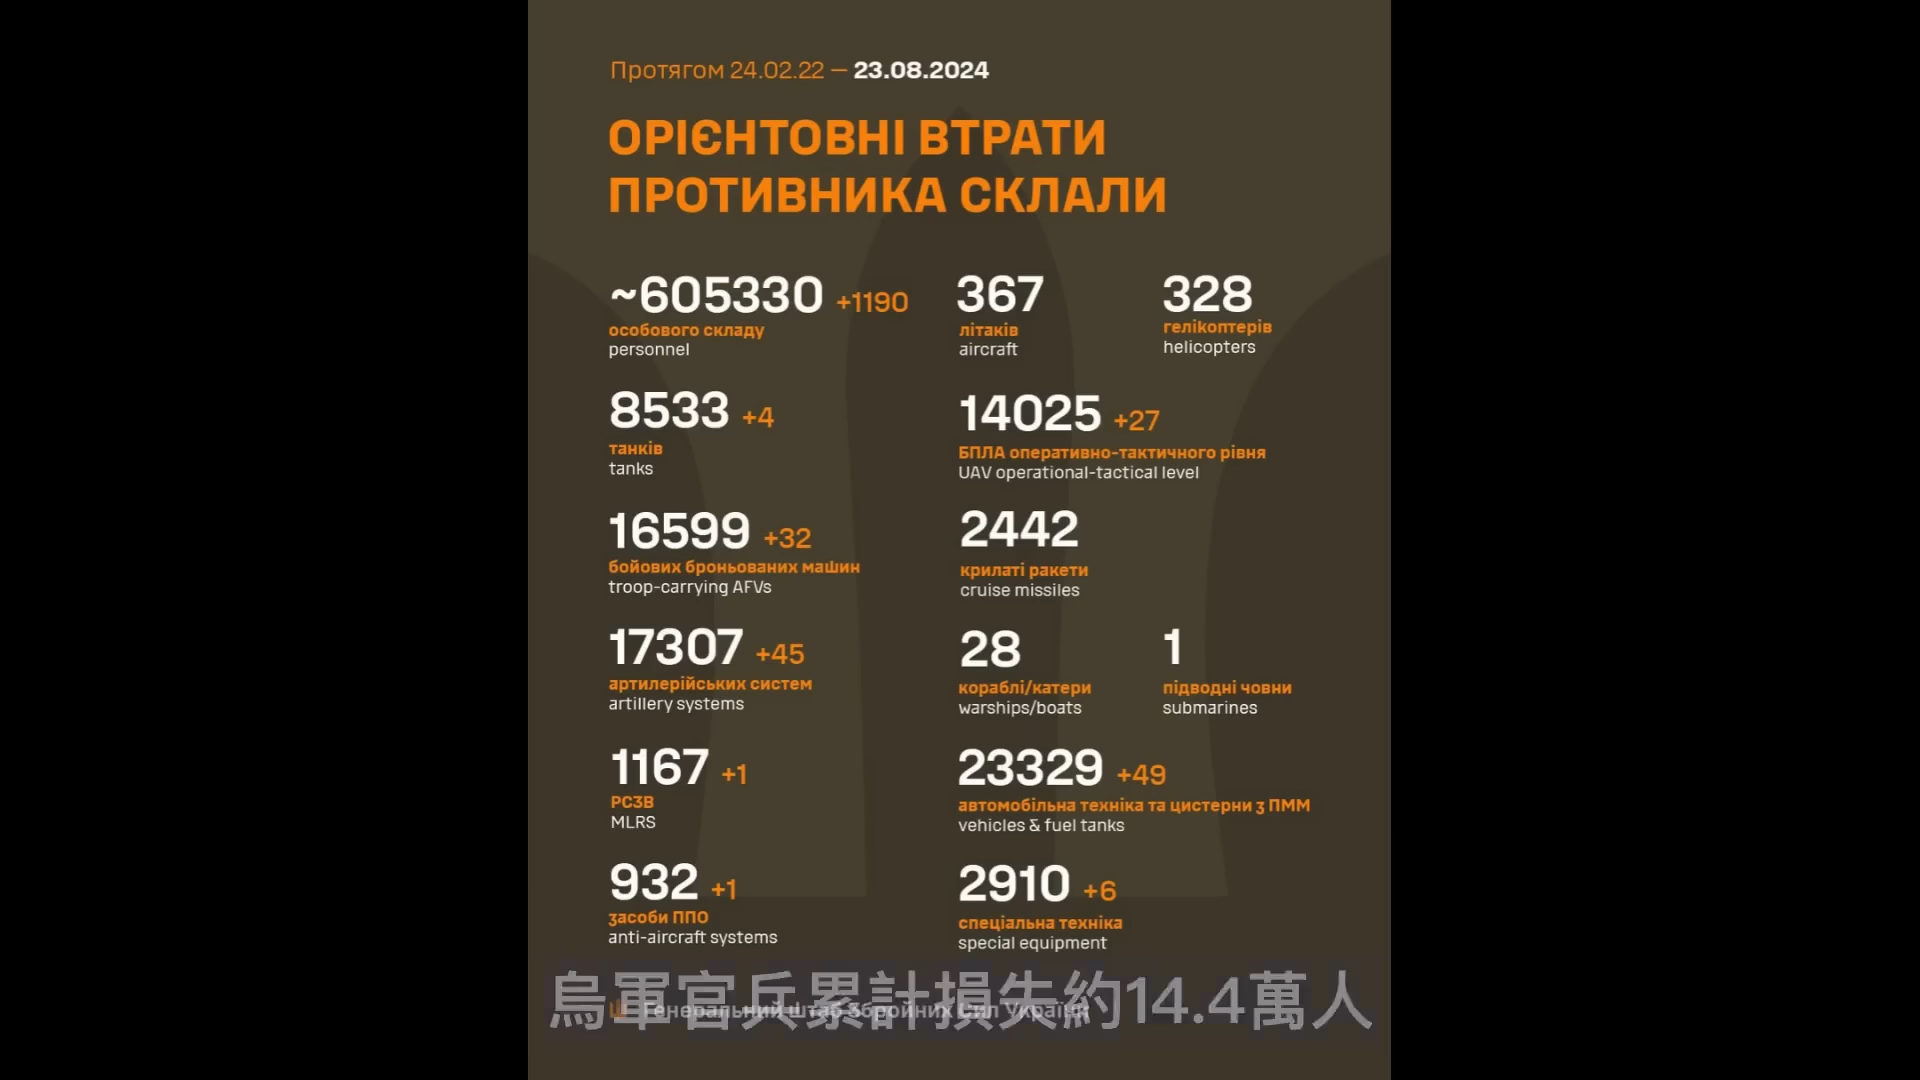 Протягом 24.02.22 — 23.08.2024
ОРІЄНТОВНІ ВТРАТИ
ПРОТИВНИКА СКЛАЛИ
~605330 +1190
особового складу
personnel
367
літаків
aircraft
328
гелікоптерів
helicopters
8533 +4
танків
tanks
14025 +27
БПЛА оперативно-тактичного рівня
UAV operational-tactical level
16599 +32
бойових броньованих машин
troop-carrying AFVs
2442
крилаті ракети
cruise missiles
17307 +45
артилерійських систем
artillery systems
28
кораблі/катери
warships/boats
1
підводні човни
submarines
1167 +1
РСЗВ
MLRS
23329 +49
автомобільна техніка та цистерни з ПММ
vehicles & fuel tanks
932 +1
засоби ППО
anti-aircraft systems
2910 +6
спеціальна техніка
special equipment
Генеральний штаб Збройних Сил України
烏軍官兵累計損失約14.4萬人